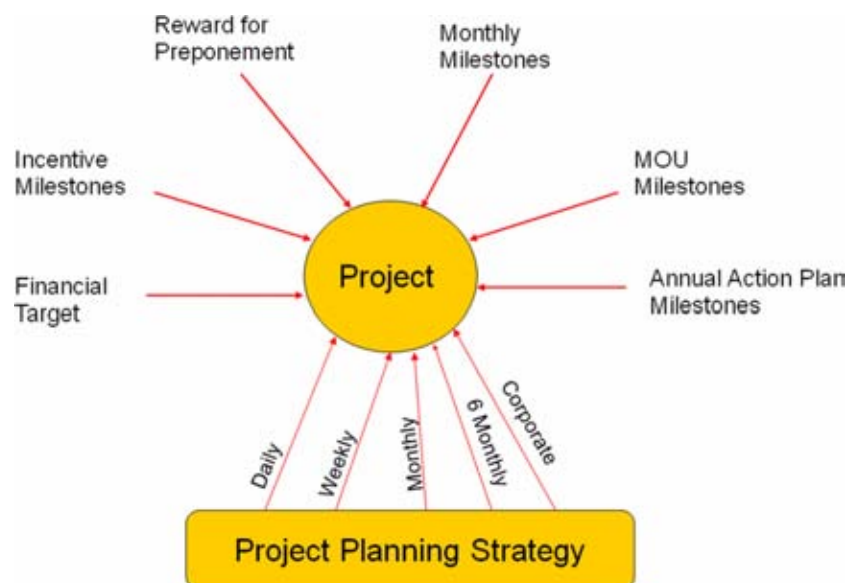 Reward for
Preponement
Monthly
Milestones
Incentive
Milestones
MOU
Milestones
Project
Financial
Target
Annual Action Plan
Milestones
Daily
Weekly
Monthly
6 Monthly
Corporate
Project Planning Strategy